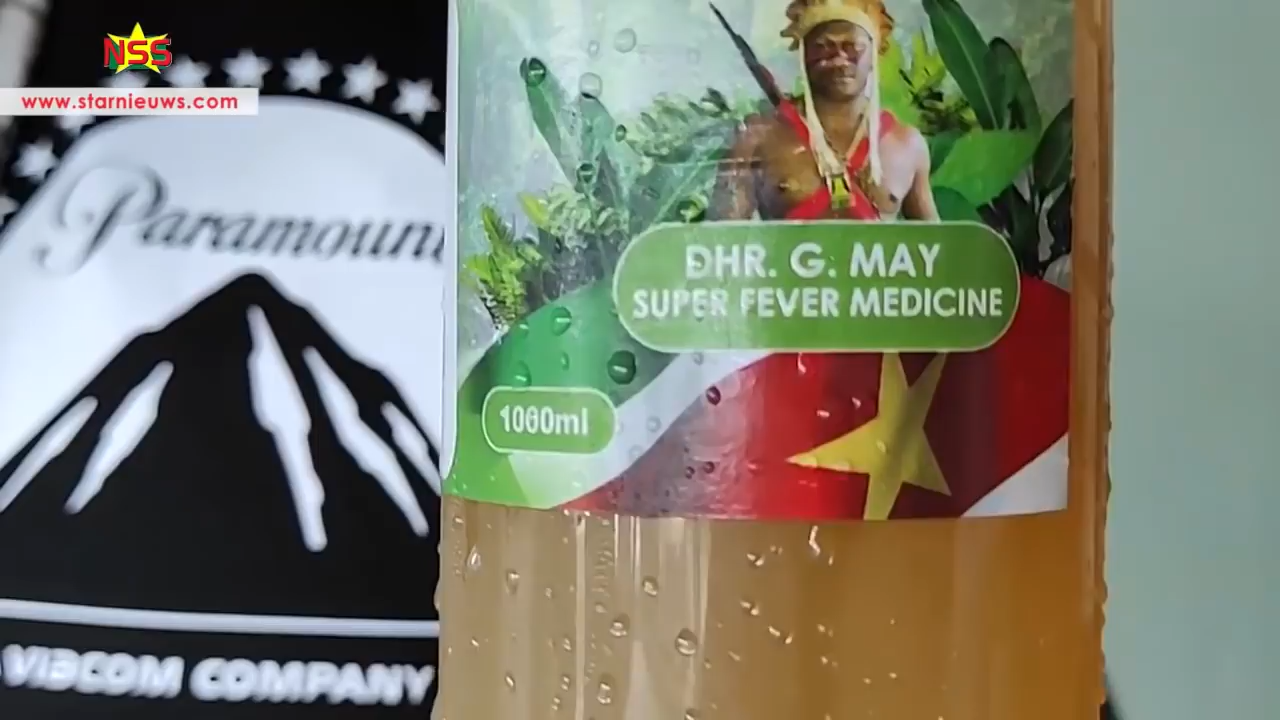 NSS
www.starnieuws.com
Paramount
VIACOM COMPANY
DHR. G. MAY
SUPER FEVER MEDICINE
1000ml